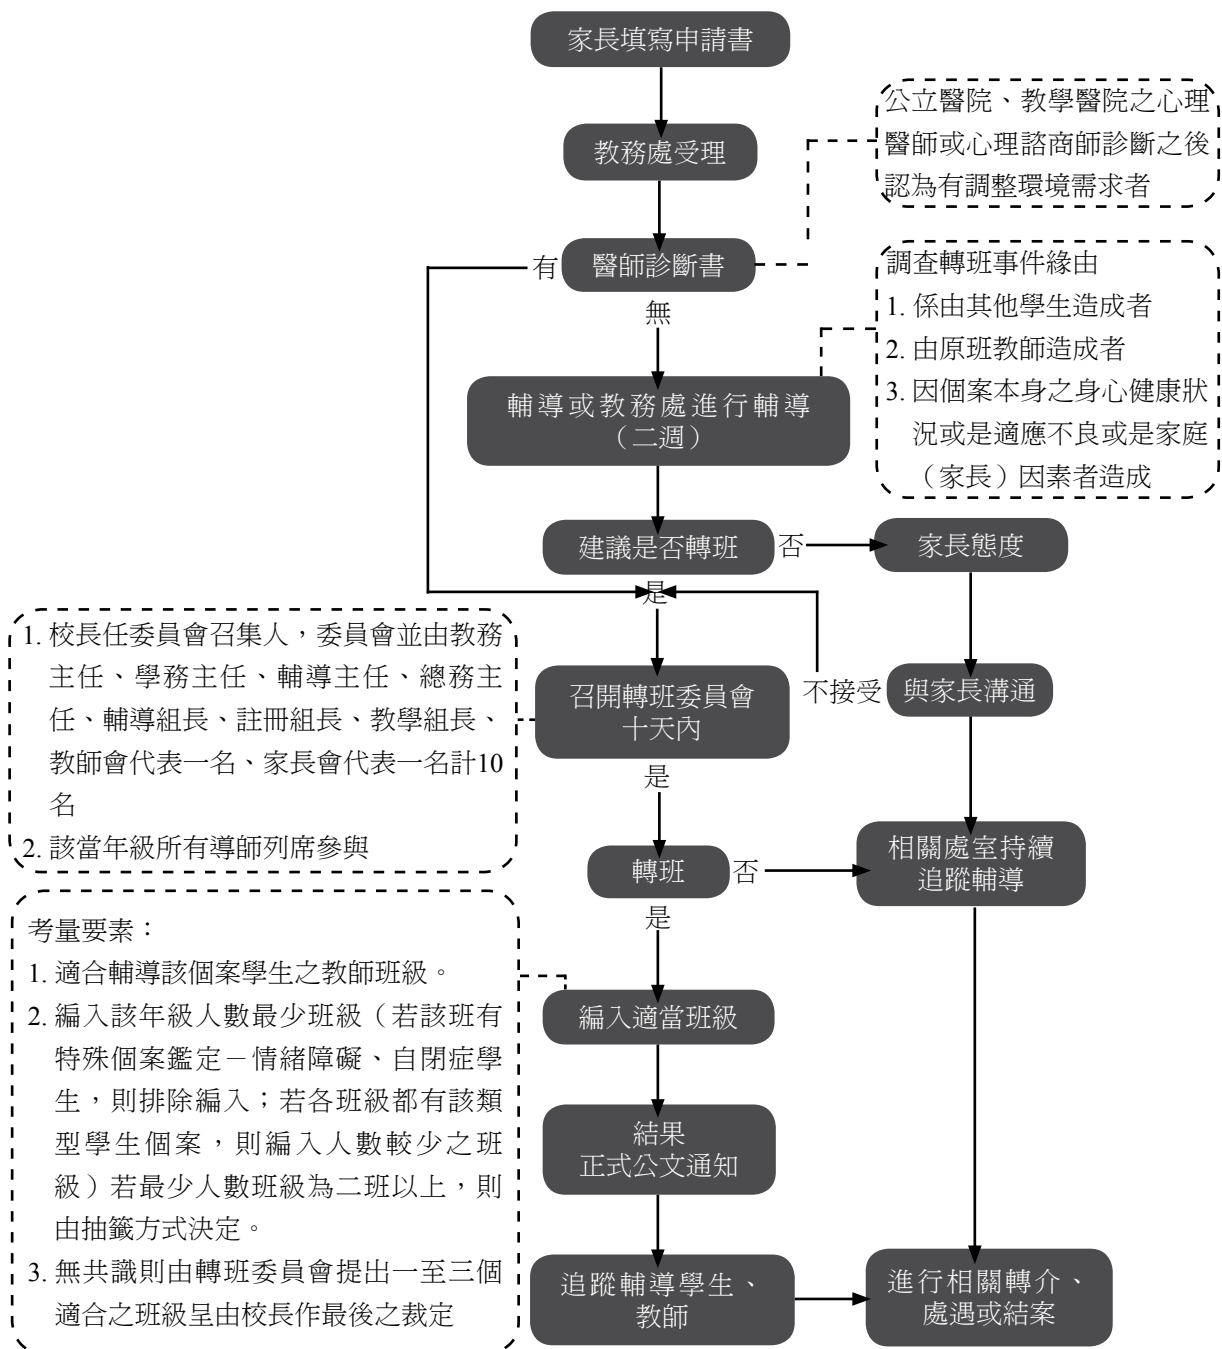 家長填寫申請書
教務處受理
公立醫院、教學醫院之心理
醫師或心理諮商師診斷之後
認為有調整環境需求者
有
醫師診斷書
無
調查轉班事件緣由
1. 係由其他學生造成者
2. 由原班教師造成者
3. 因個案本身之身心健康狀
況或是適應不良或是家庭
（家長）因素者造成
輔導或教務處進行輔導
（二週）
建議是否轉班
否
家長態度
是
1. 校長任委員會召集人，委員會並由教務
主任、學務主任、輔導主任、總務主
任、輔導組長、註冊組長、教學組長、
教師會代表一名、家長會代表一名計10
名
2. 該當年級所有導師列席參與
召開轉班委員會
十天內
不接受
與家長溝通
是
轉班
否
相關處室持續
追蹤輔導
是
考量要素：
1. 適合輔導該個案學生之教師班級。
2. 編入該年級人數最少班級（若該班有
特殊個案鑑定－情緒障礙、自閉症學
生，則排除編入；若各班級都有該類
型學生個案，則編入人數較少之班
級）若最少人數班級為二班以上，則
由抽籤方式決定。
3. 無共識則由轉班委員會提出一至三個
適合之班級呈由校長作最後之裁定
編入適當班級
結果
正式公文通知
追蹤輔導學生、
教師
進行相關轉介、
處遇或結案